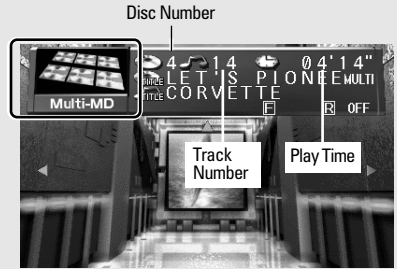 Disc Number
4 14 04'14"
TITLE LET'S PIONEE MULTI
TITLE CORVETTE
Multi-MD
F R OFF
Track
Number
Play Time